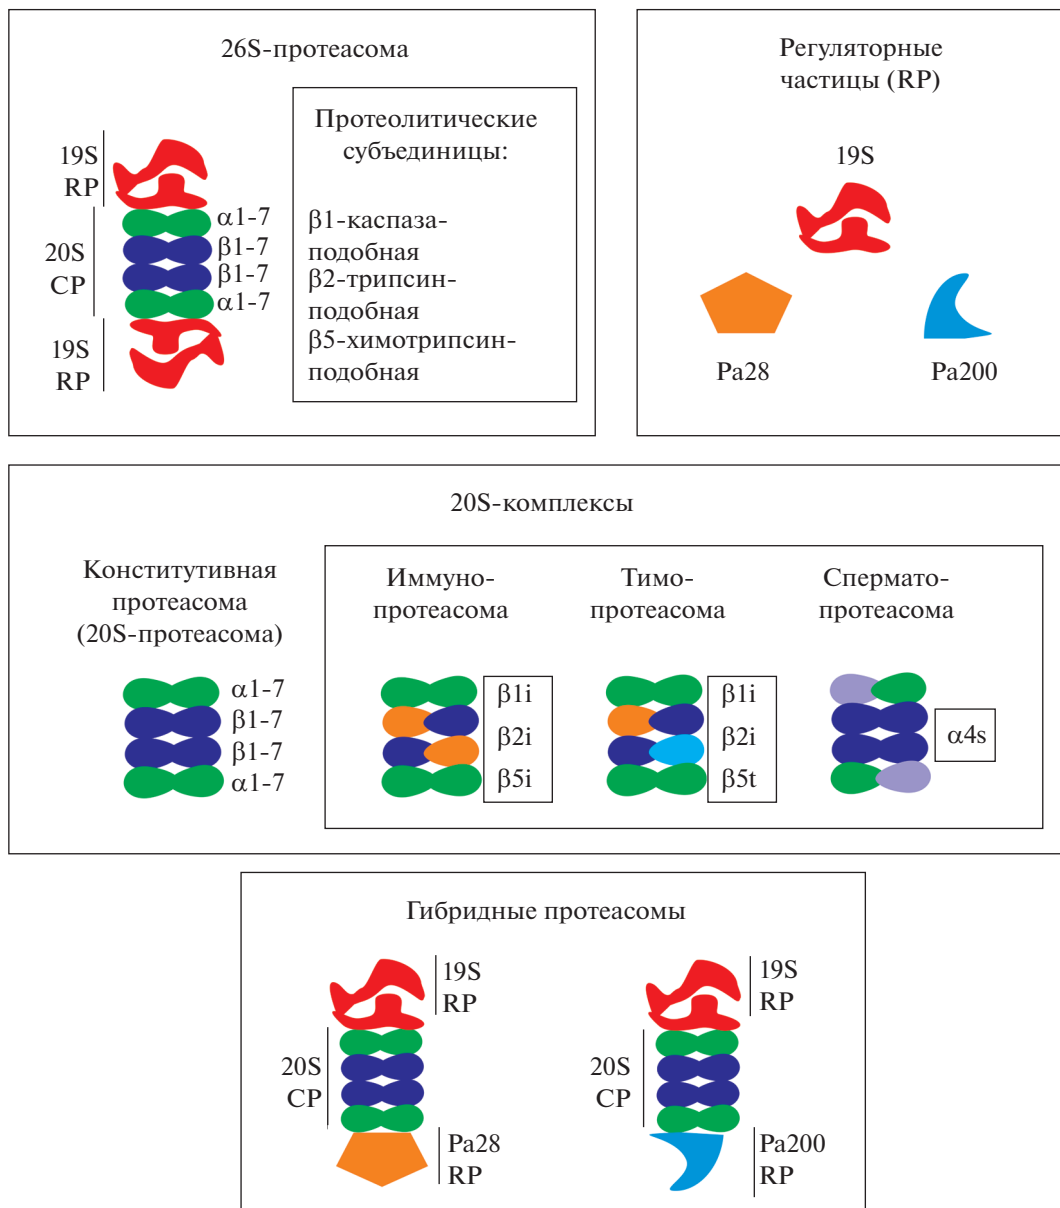 26S-протеасома
19S
RP
20S
CP
19S
RP
α1-7
β1-7
β1-7
α1-7
Протеолитические
субъединицы:
β1-каспаза-
подобная
β2-трипсин-
подобная
β5-химотрипсин-
подобная
Регуляторные
частицы (RP)
19S
Pa28
Pa200
20S-комплексы
Конститутивная
протеасома
(20S-протеасома)
α1-7
β1-7
β1-7
α1-7
Иммуно-
протеасома
β1i
β2i
β5i
Тимо-
протеасома
β1i
β2i
β5t
Спермато-
протеасома
α4s
Гибридные протеасомы
19S
RP
20S
CP
Pa28
RP
19S
RP
20S
CP
Pa200
RP